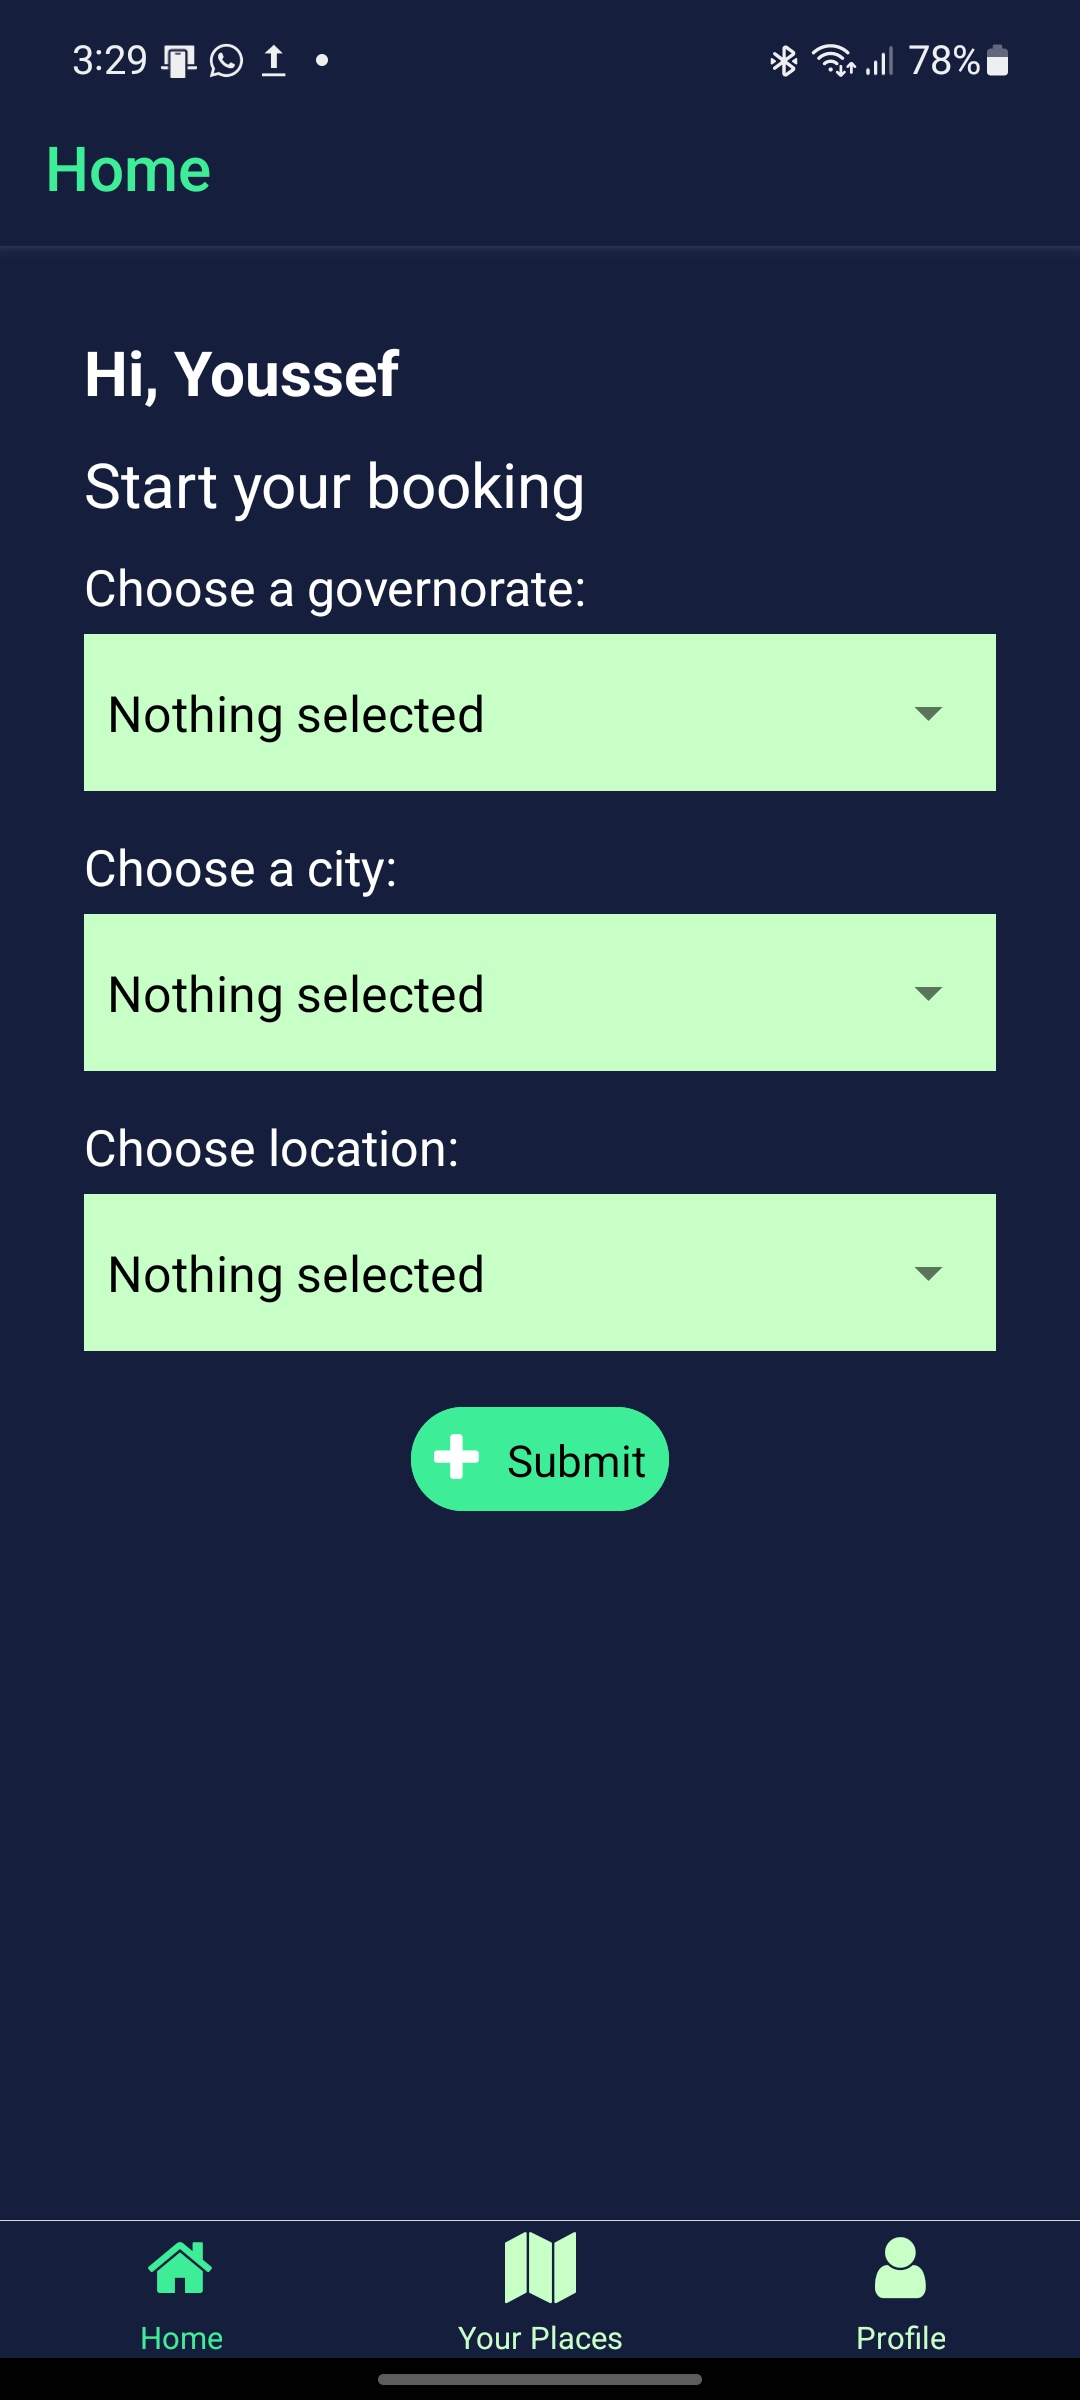 3:29 78%
Home
Hi, Youssef
Start your booking
Choose a governorate:
Nothing selected
Choose a city:
Nothing selected
Choose location:
Nothing selected
Submit
Home Your Places Profile